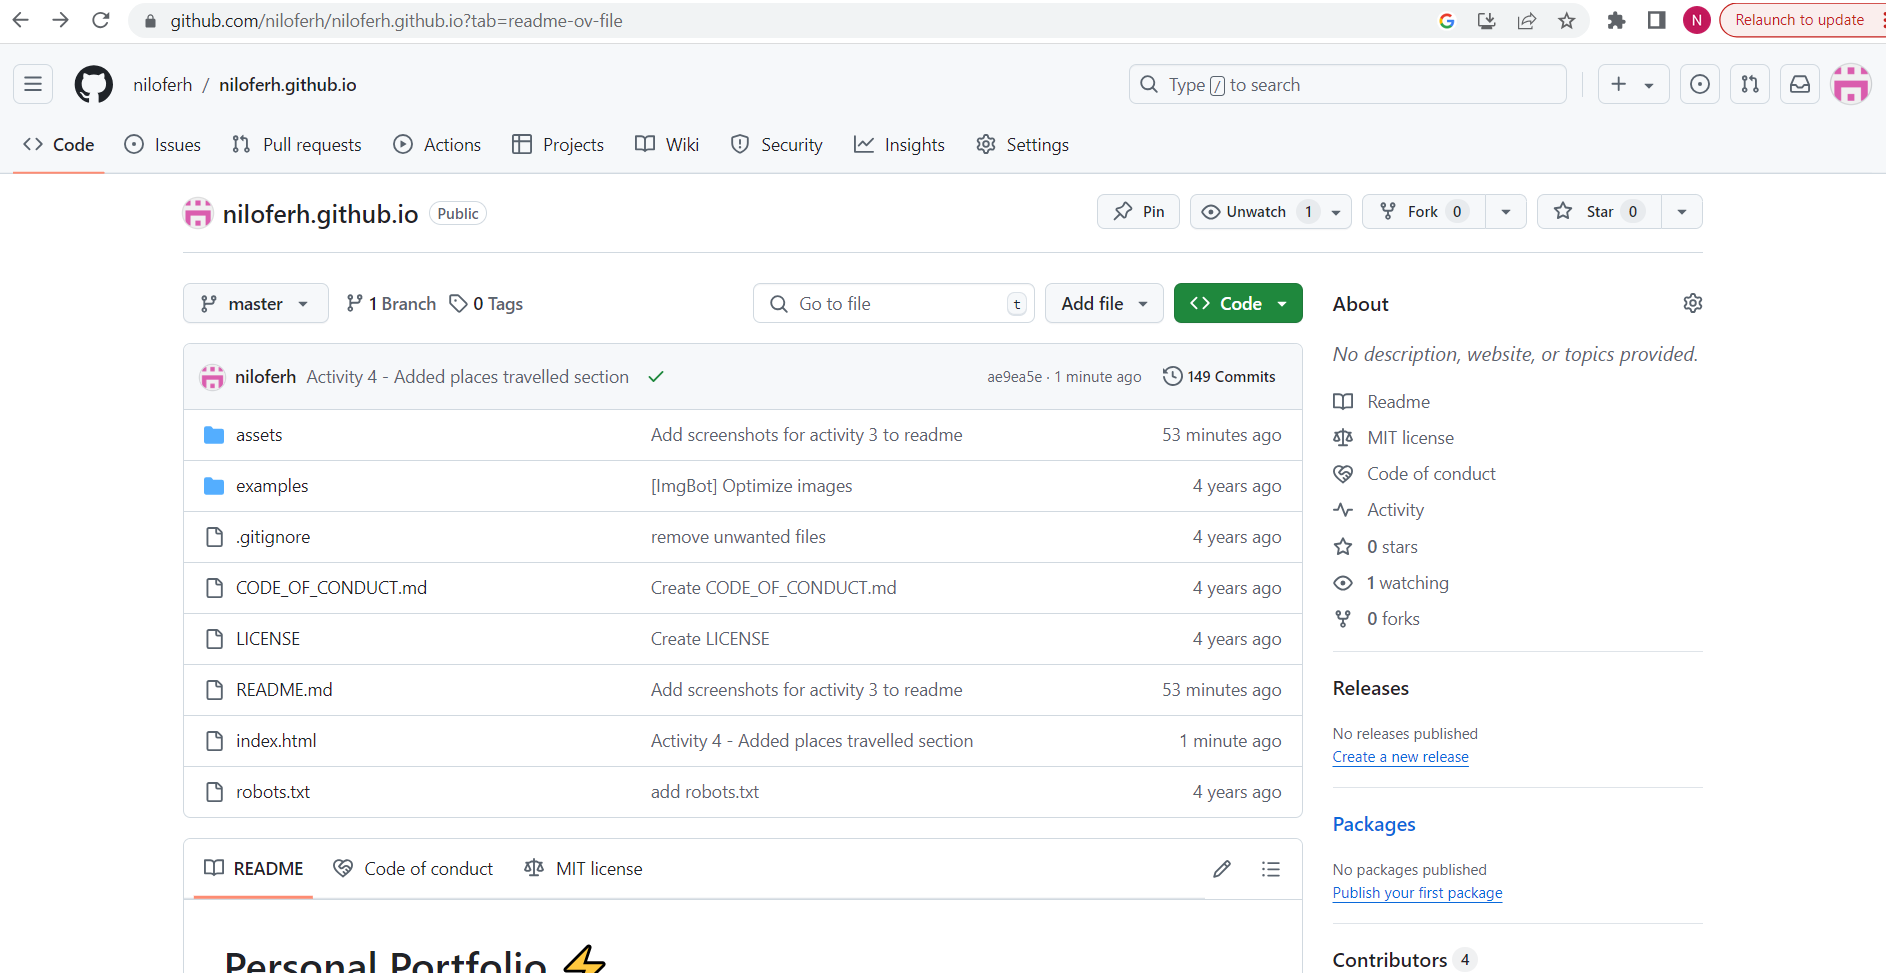 github.com/niloferh/niloferh.github.io?tab=readme-ov-file
N
Relaunch to update
niloferh / niloferh.github.io
Type / to search
Code Issues Pull requests Actions Projects Wiki Security Insights Settings
niloferh.github.io Public
Pin Unwatch 1 Fork 0 Star 0
master 1 Branch 0 Tags Go to file t Add file Code
niloferh Activity 4 - Added places travelled section ae9ea5e · 1 minute ago 149 Commits
assets Add screenshots for activity 3 to readme 53 minutes ago
examples [ImgBot] Optimize images 4 years ago
.gitignore remove unwanted files 4 years ago
CODE_OF_CONDUCT.md Create CODE_OF_CONDUCT.md 4 years ago
LICENSE Create LICENSE 4 years ago
README.md Add screenshots for activity 3 to readme 53 minutes ago
index.html Activity 4 - Added places travelled section 1 minute ago
robots.txt add robots.txt 4 years ago
README Code of conduct MIT license
Personal Portfolio ⚡
About
No description, website, or topics provided.
Readme
MIT license
Code of conduct
Activity
0 stars
1 watching
0 forks
Releases
No releases published
Create a new release
Packages
No packages published
Publish your first package
Contributors 4